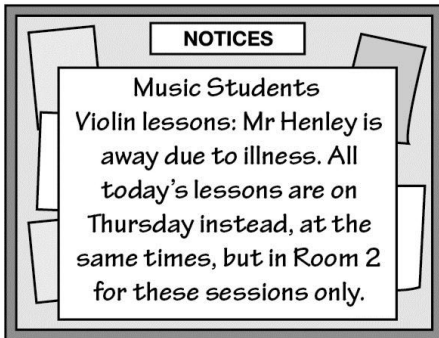 NOTICES
Music Students
Violin lessons: Mr Henley is
away due to illness. All
today's lessons are on
Thursday instead, at the
same times, but in Room 2
for these sessions only.